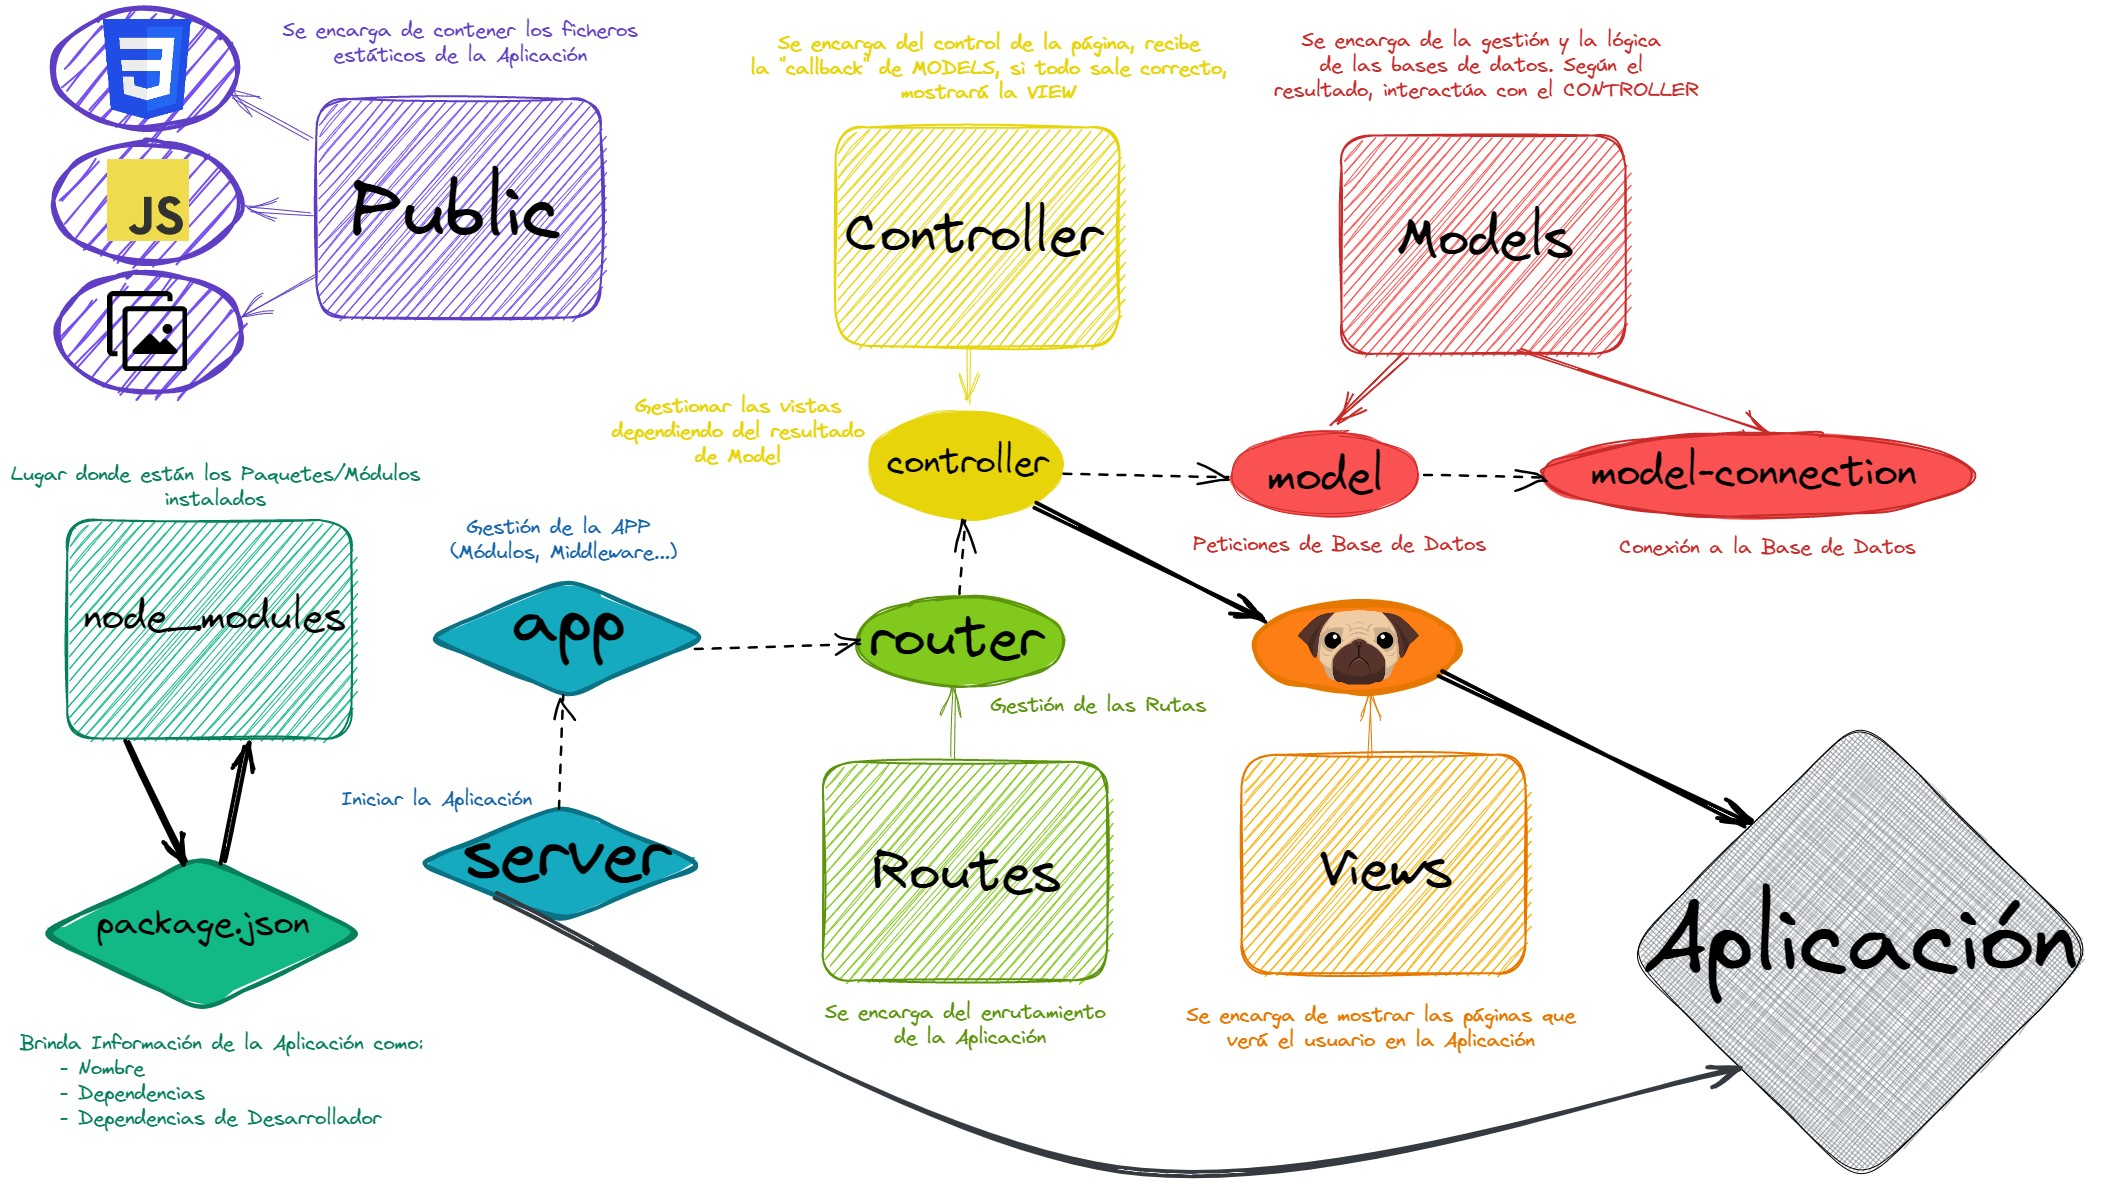 Se encarga de contener los ficheros
estáticos de la Aplicación
3
JS
Public
Se encarga del control de la página, recibe
la "callback" de MODELS, si todo sale correcto,
mostrará la VIEW
Controller
Se encarga de la gestión y la lógica
de las bases de datos. Según el
resultado, interactúa con el CONTROLLER
Models
Gestionar las vistas
dependiendo del resultado
de Model
controller
model
model-connection
Peticiones de Base de Datos
Conexión a la Base de Datos
Lugar donde están los Paquetes/Módulos
instalados
node_modules
package.json
Brinda Información de la Aplicación como:
- Nombre
- Dependencias
- Dependencias de Desarrollador
Gestión de la APP
(Módulos, Middleware...)
app
Iniciar la Aplicación
server
router
Gestión de las Rutas
Routes
Se encarga del enrutamiento
de la Aplicación
Views
Se encarga de mostrar las páginas que
verá el usuario en la Aplicación
Aplicación